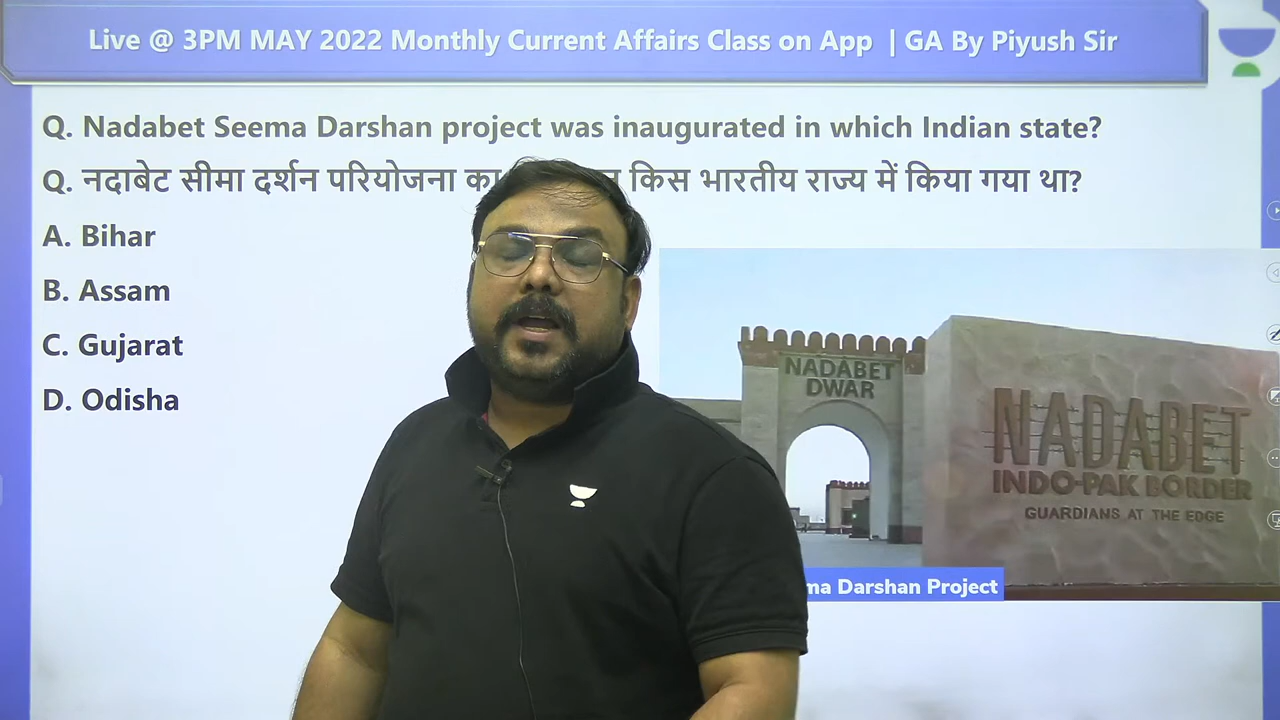 Live @ 3PM MAY 2022 Monthly Current Affairs Class on App | GA By Piyush Sir
Q. Nadabet Seema Darshan project was inaugurated in which Indian state?
Q. नदाबेट सीमा दर्शन परियोजना का किस भारतीय राज्य में किया गया था?
A. Bihar
B. Assam
C. Gujarat
D. Odisha
NADABET
DWAR
NADABET
INDO-PAK BORDER
GUARDIANS AT THE EDGE
Darshan Project